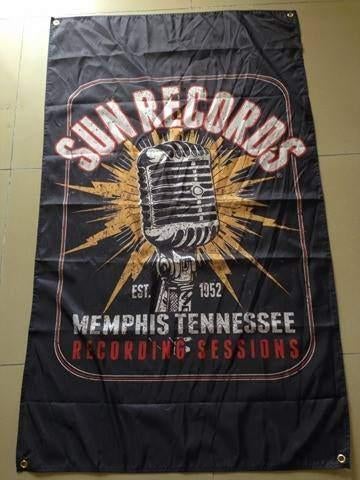 SUN RECORDS
EST. 1952
MEMPHIS TENNESSEE
RECORDING SESSIONS